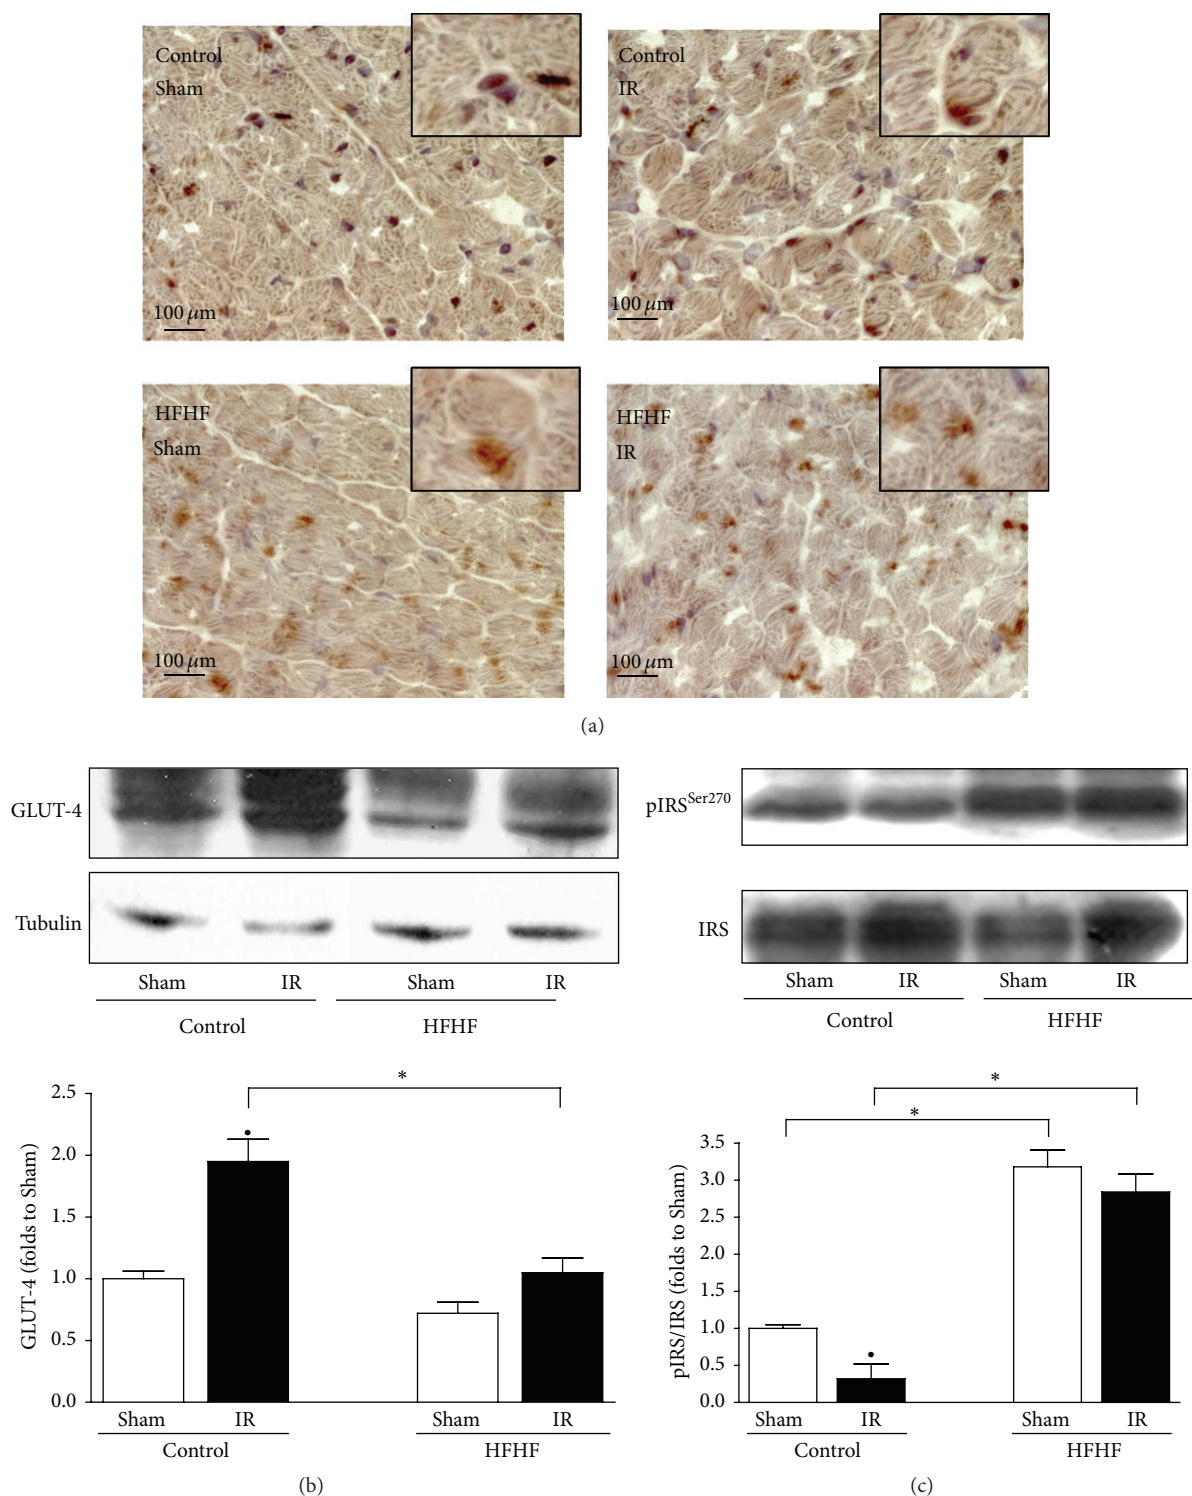 Control
Sham
100 μm
Control
IR
100 μm
HFHF
Sham
100 μm
HFHF
IR
100 μm
(a)
GLUT-4
Tubulin
Sham IR Sham IR
Control HFHF
GLUT-4 (folds to Sham)
2.5
2.0
1.5
1.0
0.5
0.0
*
•
Sham IR Sham IR
Control HFHF
(b)
pIRS^Ser270
IRS
Sham IR Sham IR
Control HFHF
pIRS/IRS (folds to Sham)
3.5
3.0
2.5
2.0
1.5
1.0
0.5
0.0
*
*
•
Sham IR Sham IR
Control HFHF
(c)